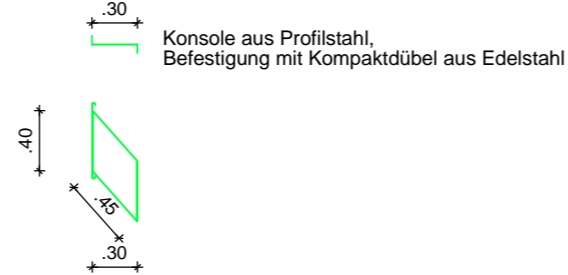 .30
Konsole aus Profilstahl,
Befestigung mit Kompaktdübel aus Edelstahl
.40
.45
.30